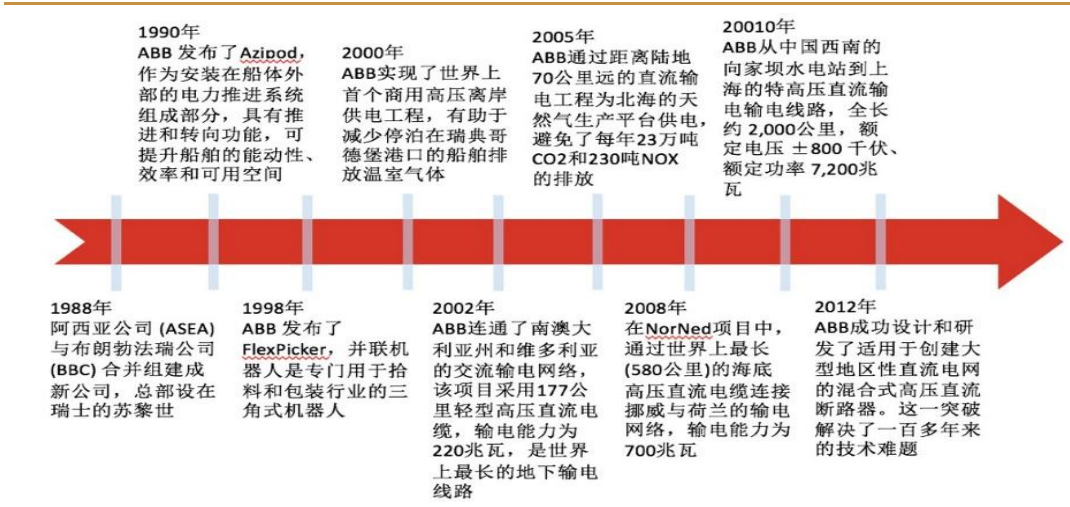 1990年
ABB 发布了Azipod，
作为安装在船体外
部的电力推进系统
组成部分，具有推
进和转向功能，可
提升船舶的能动性、
效率和可用空间
2000年
ABB实现了世界上
首个商用高压离岸
供电工程，有助于
减少停泊在瑞典哥
德堡港口的船舶排
放温室气体
2005年
ABB通过距离陆地
70公里远的直流输
电工程为北海的天
然气生产平台供电，
避免了每年23万吨
CO2和230吨NOX
的排放
20010年
ABB从中国西南的
向家坝水电站到上
海的特高压直流输
电输电线路，全长
约 2,000公里，额
定电压 ±800 千伏、
额定功率 7,200兆
瓦
1988年
阿西亚公司 (ASEA)
与布朗勃法瑞公司
(BBC) 合并组建成
新公司，总部设在
瑞士的苏黎世
1998年
ABB 发布了
FlexPicker，并联机
器人是专门用于拾
料和包装行业的三
角式机器人
2002年
ABB连通了南澳大
利亚州和维多利亚
的交流输电网络，
该项目采用177公
里轻型高压直流电
缆，输电能力为
220兆瓦，是世界
上最长的地下输电
线路
2008年
在NorNed项目中，
通过世界上最长
(580公里)的海底
高压直流电缆连接
挪威与荷兰的输电
网络，输电能力为
700兆瓦
2012年
ABB成功设计和研
发了适用于创建大
型地区性直流电网
的混合式高压直流
断路器。这一突破
解决了一百多年来
的技术难题